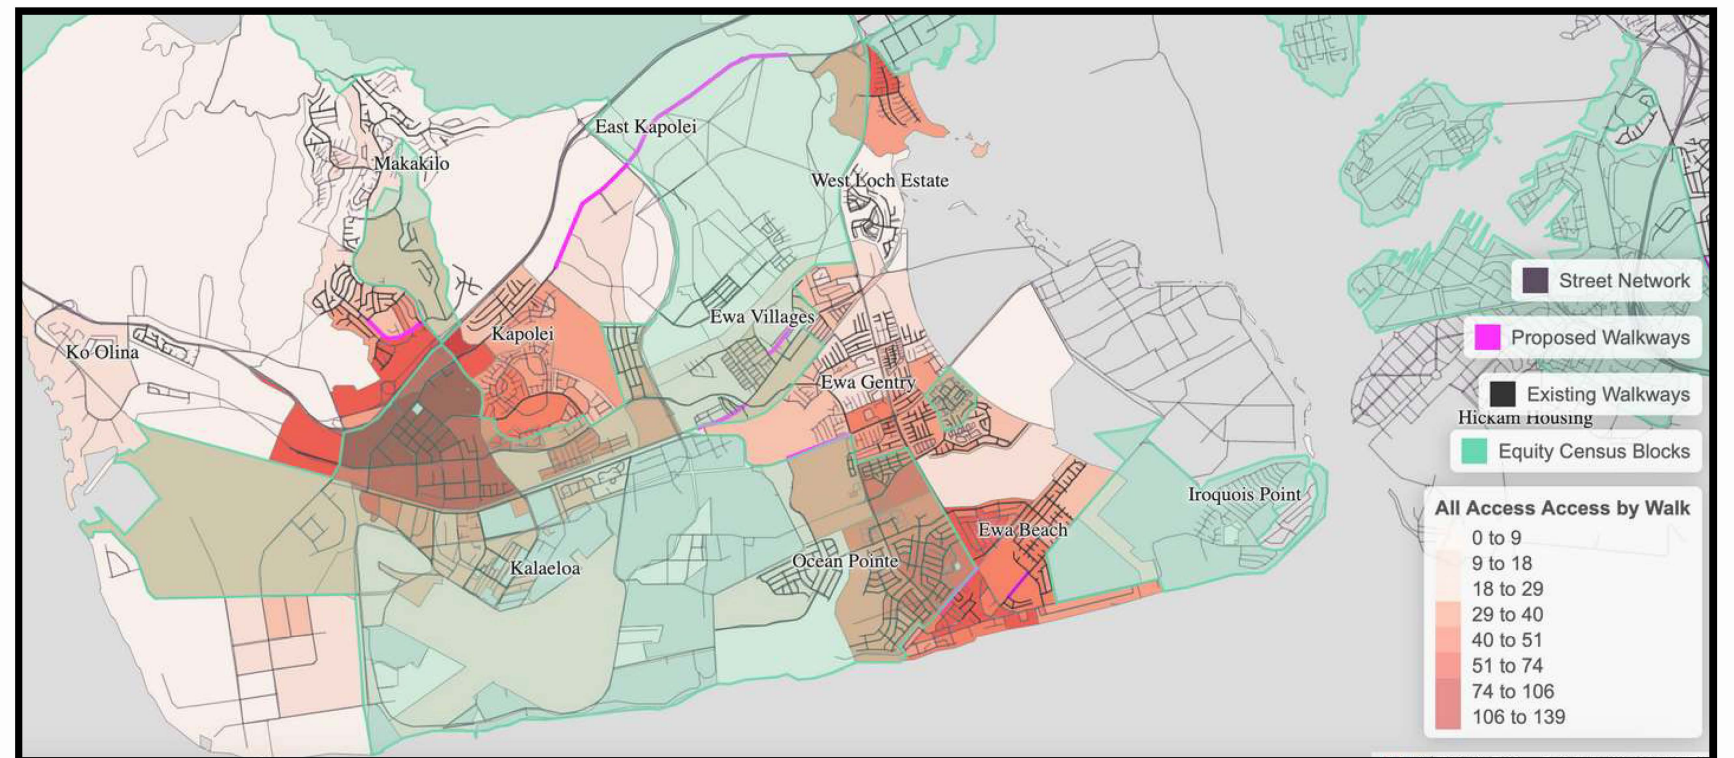 East Kapolei
Makakilo
West Loch Estate
Street Network
Ewa Villages
Kapolei
Proposed Walkways
Ko Olina
Ewa Gentry
Existing Walkways
Hickam Housing
Equity Census Blocks
Iroquois Point
All Access Access by Walk
Ewa Beach
0 to 9
Ocean Pointe
9 to 18
Kalaeloa
18 to 29
29 to 40
40 to 51
51 to 74
74 to 106
106 to 139